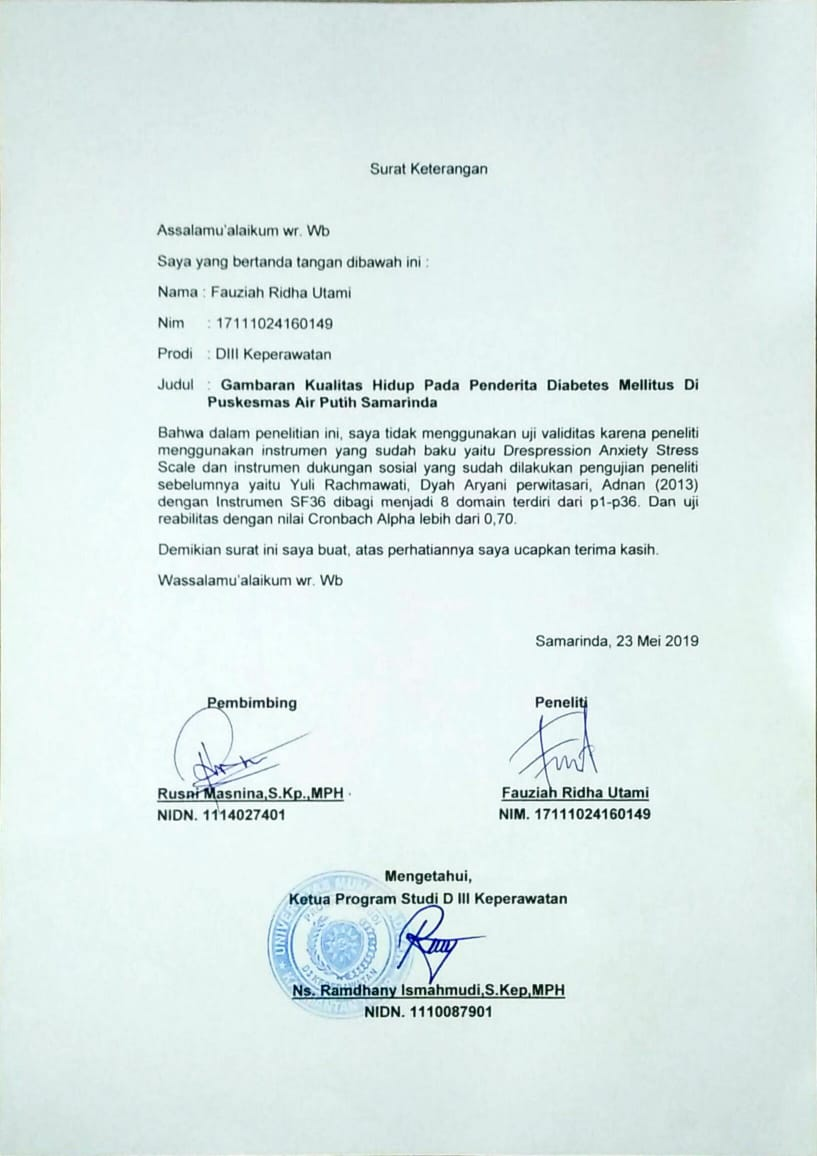 Surat Keterangan
Assalamu'alaikum wr. Wb
Saya yang bertanda tangan dibawah ini :
Nama : Fauziah Ridha Utami
Nim : 17111024160149
Prodi : DIII Keperawatan
Judul : Gambaran Kualitas Hidup Pada Penderita Diabetes Mellitus Di
Puskesmas Air Putih Samarinda
Bahwa dalam penelitian ini, saya tidak menggunakan uji validitas karena peneliti
menggunakan instrumen yang sudah baku yaitu Drespression Anxiety Stress
Scale dan instrumen dukungan sosial yang sudah dilakukan pengujian peneliti
sebelumnya yaitu Yuli Rachmawati, Dyah Aryani perwitasari, Adnan (2013)
dengan Instrumen SF36 dibagi menjadi 8 domain terdiri dari p1-p36. Dan uji
reabilitas dengan nilai Cronbach Alpha lebih dari 0,70.
Demikian surat ini saya buat, atas perhatiannya saya ucapkan terima kasih.
Wassalamu'alaikum wr. Wb
Samarinda, 23 Mei 2019
Pembimbing
Rusni Masnina,S.Kp.,MPH
NIDN. 1114027401
Peneliti
Fauziah Ridha Utami
NIM. 17111024160149
Mengetahui,
Ketua Program Studi D III Keperawatan
Ns. Ramdhany Ismahmudi,S.Kep,MPH
NIDN. 1110087901
UNIVERSITAS
D3 KEPERAWATAN